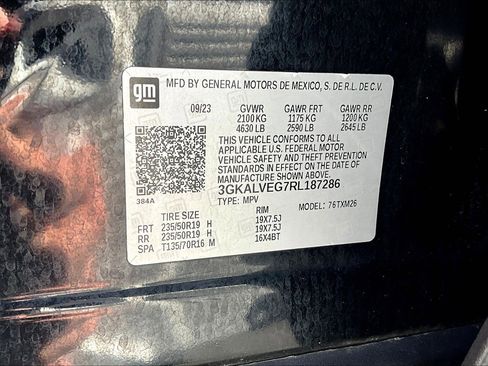 gm
MFD BY GENERAL MOTORS DE MEXICO, S. DE R.L. DE C.V.
09/23 GVWR GAWR FRT GAWR RR
2100 KG 1175 KG 1200 KG
4630 LB 2590 LB 2645 LB
THIS VEHICLE CONFORMS TO ALL
APPLICABLE U.S. FEDERAL MOTOR
VEHICLE SAFETY AND THEFT PREVENTION
STANDARDS IN EFFECT ON THE DATE OF
MANUFACTURE SHOWN ABOVE.
384A 3GKALVEG7RL187286
TYPE: MPV MODEL: 76TXM26
TIRE SIZE RIM
FRT 235/50R19 H 19X7.5J
RR 235/50R19 H 19X7.5J
SPA T135/70R16 M 16X4BT